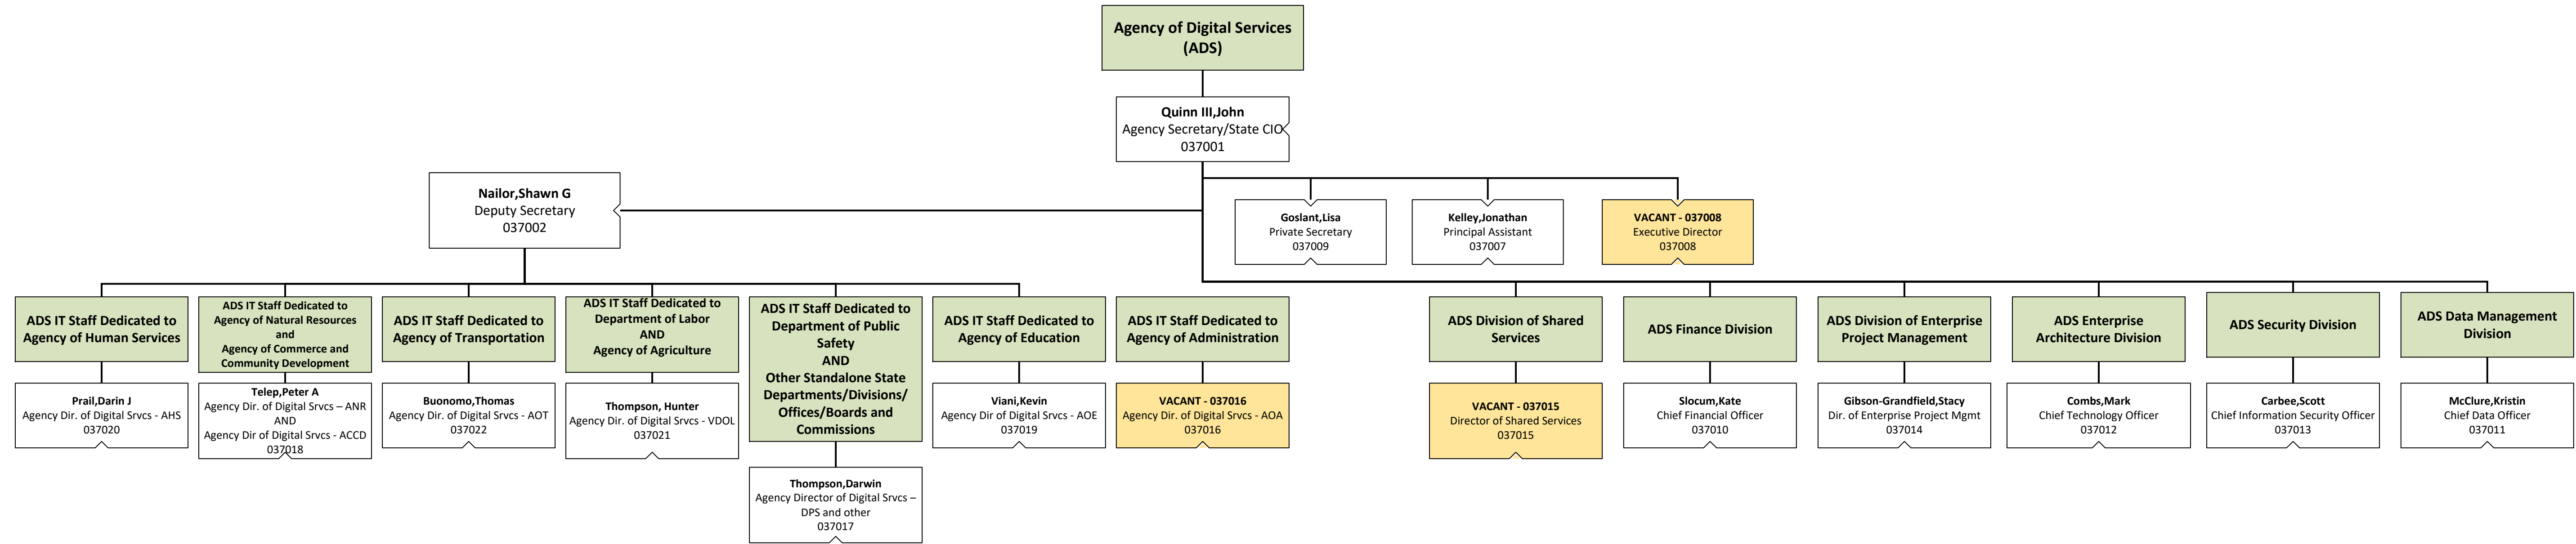 Agency of Digital Services
(ADS)
Quinn III,John
Agency Secretary/State CIO
037001
Nailor,Shawn G
Deputy Secretary
037002
Goslant,Lisa
Private Secretary
037009
Kelley,Jonathan
Principal Assistant
037007
VACANT - 037008
Executive Director
037008
ADS IT Staff Dedicated to
Agency of Human Services
Prail,Darin J
Agency Dir. of Digital Srvcs - AHS
037020
ADS IT Staff Dedicated to
Agency of Natural Resources
and
Agency of Commerce and
Community Development
Telep,Peter A
Agency Dir. of Digital Srvcs – ANR
AND
Agency Dir of Digital Srvcs - ACCD
037018
ADS IT Staff Dedicated to
Agency of Transportation
Buonomo,Thomas
Agency Dir. of Digital Srvcs - AOT
037022
ADS IT Staff Dedicated to
Department of Labor
AND
Agency of Agriculture
Thompson, Hunter
Agency Dir. of Digital Srvcs - VDOL
037021
ADS IT Staff Dedicated to
Department of Public
Safety
AND
Other Standalone State
Departments/Divisions/
Offices/Boards and
Commissions
Thompson,Darwin
Agency Director of Digital Srvcs –
DPS and other
037017
ADS IT Staff Dedicated to
Agency of Education
Viani,Kevin
Agency Dir of Digital Srvcs - AOE
037019
ADS IT Staff Dedicated to
Agency of Administration
VACANT - 037016
Agency Dir. of Digital Srvcs - AOA
037016
ADS Division of Shared
Services
VACANT - 037015
Director of Shared Services
037015
ADS Finance Division
Slocum,Kate
Chief Financial Officer
037010
ADS Division of Enterprise
Project Management
Gibson-Grandfield,Stacy
Dir. of Enterprise Project Mgmt
037014
ADS Enterprise
Architecture Division
Combs,Mark
Chief Technology Officer
037012
ADS Security Division
Carbee,Scott
Chief Information Security Officer
037013
ADS Data Management
Division
McClure,Kristin
Chief Data Officer
037011